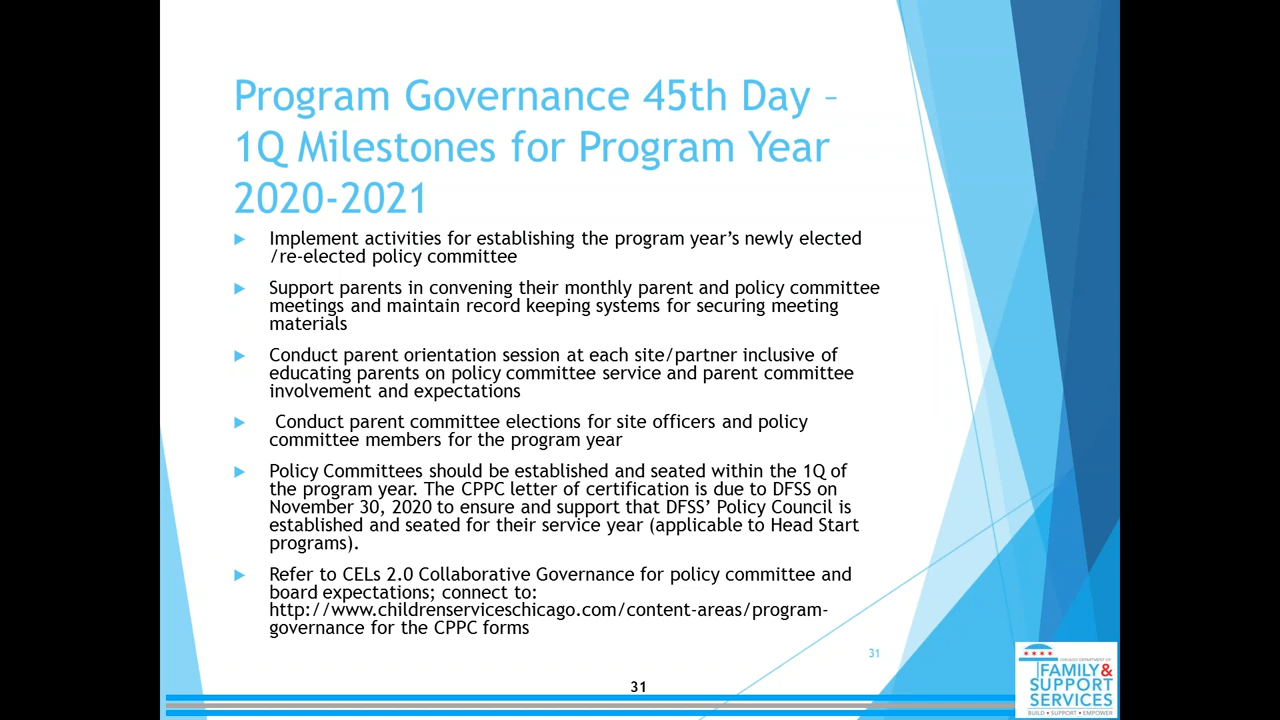 Program Governance 45th Day –
1Q Milestones for Program Year
2020-2021
Implement activities for establishing the program year’s newly elected
/re-elected policy committee
Support parents in convening their monthly parent and policy committee
meetings and maintain record keeping systems for securing meeting
materials
Conduct parent orientation session at each site/partner inclusive of
educating parents on policy committee service and parent committee
involvement and expectations
Conduct parent committee elections for site officers and policy
committee members for the program year
Policy Committees should be established and seated within the 1Q of
the program year. The CPPC letter of certification is due to DFSS on
November 30, 2020 to ensure and support that DFSS’ Policy Council is
established and seated for their service year (applicable to Head Start
programs).
Refer to CELs 2.0 Collaborative Governance for policy committee and
board expectations; connect to:
http://www.childrenserviceschicago.com/content-areas/program-
governance for the CPPC forms
31
31
CHICAGO DEPARTMENT OF
FAMILY&
SUPPORT
SERVICES
BUILD • SUPPORT • EMPOWER